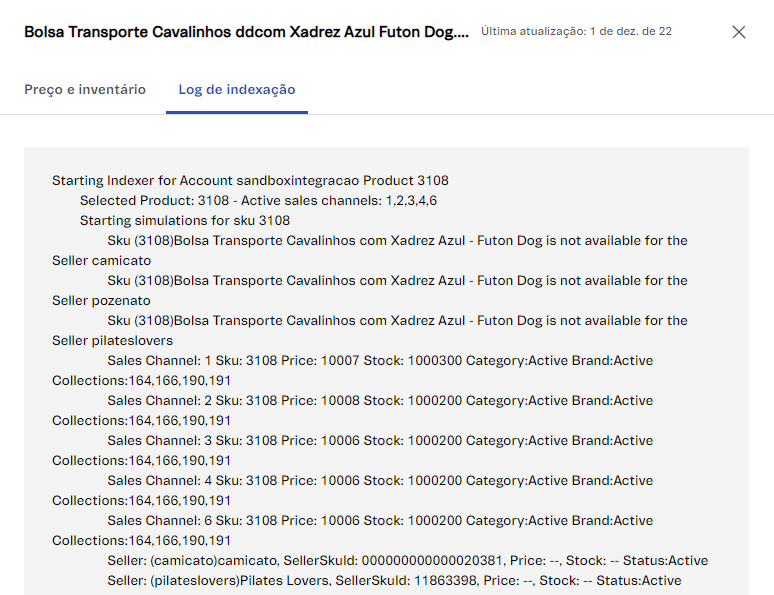 Bolsa Transporte Cavalinhos ddcom Xadrez Azul Futon Dog.... Última atualização: 1 de dez. de 22
Preço e inventário Log de indexação
Starting Indexer for Account sandboxintegracao Product 3108
Selected Product: 3108 - Active sales channels: 1,2,3,4,6
Starting simulations for sku 3108
Sku (3108)Bolsa Transporte Cavalinhos com Xadrez Azul - Futon Dog is not available for the
Seller camicato
Sku (3108)Bolsa Transporte Cavalinhos com Xadrez Azul - Futon Dog is not available for the
Seller pozenato
Sku (3108)Bolsa Transporte Cavalinhos com Xadrez Azul - Futon Dog is not available for the
Seller pilateslovers
Sales Channel: 1 Sku: 3108 Price: 10007 Stock: 1000300 Category:Active Brand:Active
Collections:164,166,190,191
Sales Channel: 2 Sku: 3108 Price: 10008 Stock: 1000200 Category:Active Brand:Active
Collections:164,166,190,191
Sales Channel: 3 Sku: 3108 Price: 10006 Stock: 1000200 Category:Active Brand:Active
Collections:164,166,190,191
Sales Channel: 4 Sku: 3108 Price: 10006 Stock: 1000200 Category:Active Brand:Active
Collections:164,166,190,191
Sales Channel: 6 Sku: 3108 Price: 10006 Stock: 1000200 Category:Active Brand:Active
Collections:164,166,190,191
Seller: (camicato)camicato, SellerSkuId: 000000000000020381, Price: --, Stock: -- Status:Active
Seller: (pilateslovers)Pilates Lovers, SellerSkuId: 11863398, Price: --, Stock: -- Status:Active